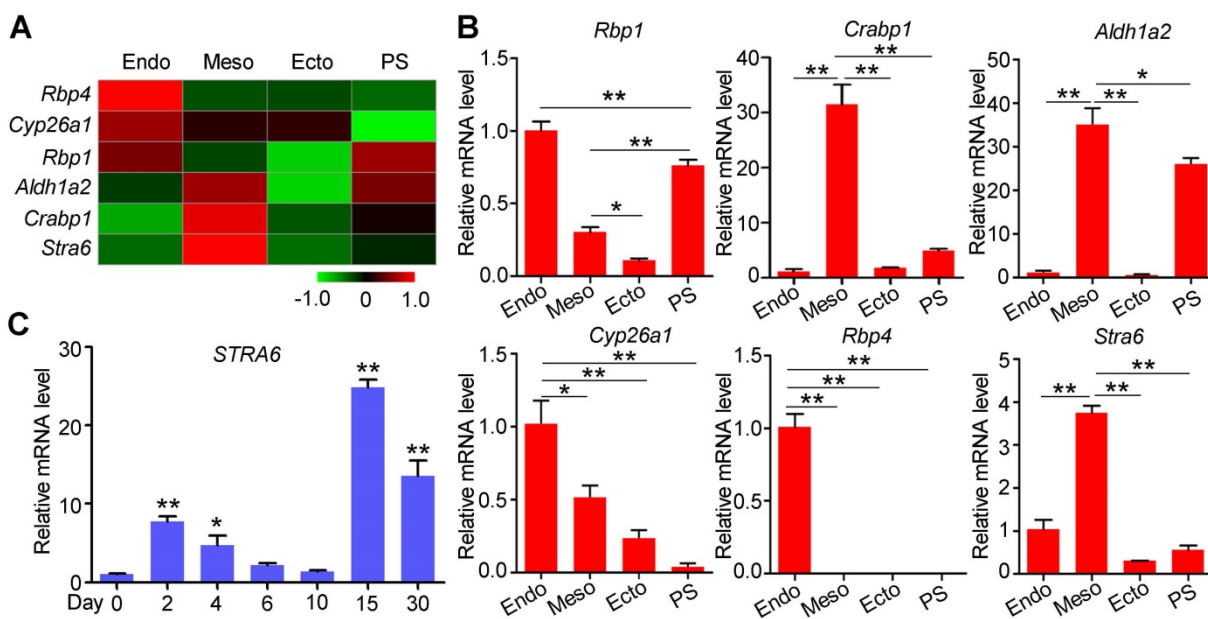 A
Endo Meso Ecto PS
Rbp4
Cyp26a1
Rbp1
Aldh1a2
Crabp1
Stra6
-1.0 0 1.0
B
Rbp1
Relative mRNA level
1.0
0.5
0.0
**
**
*
Endo Meso Ecto PS
Crabp1
Relative mRNA level
40
30
20
10
0
**
** **
Endo Meso Ecto PS
Aldh1a2
Relative mRNA level
50
40
30
20
10
0
*
** **
Endo Meso Ecto PS
C
STRA6
Relative mRNA level
30
20
10
0
** * ** **
Day 0 2 4 6 10 15 30
Cyp26a1
Relative mRNA level
1.5
1.0
0.5
0.0
**
**
*
Endo Meso Ecto PS
Rbp4
Relative mRNA level
1.5
1.0
0.5
0.0
**
**
**
Endo Meso Ecto PS
Stra6
Relative mRNA level
5
4
3
2
1
0
**
** **
Endo Meso Ecto PS